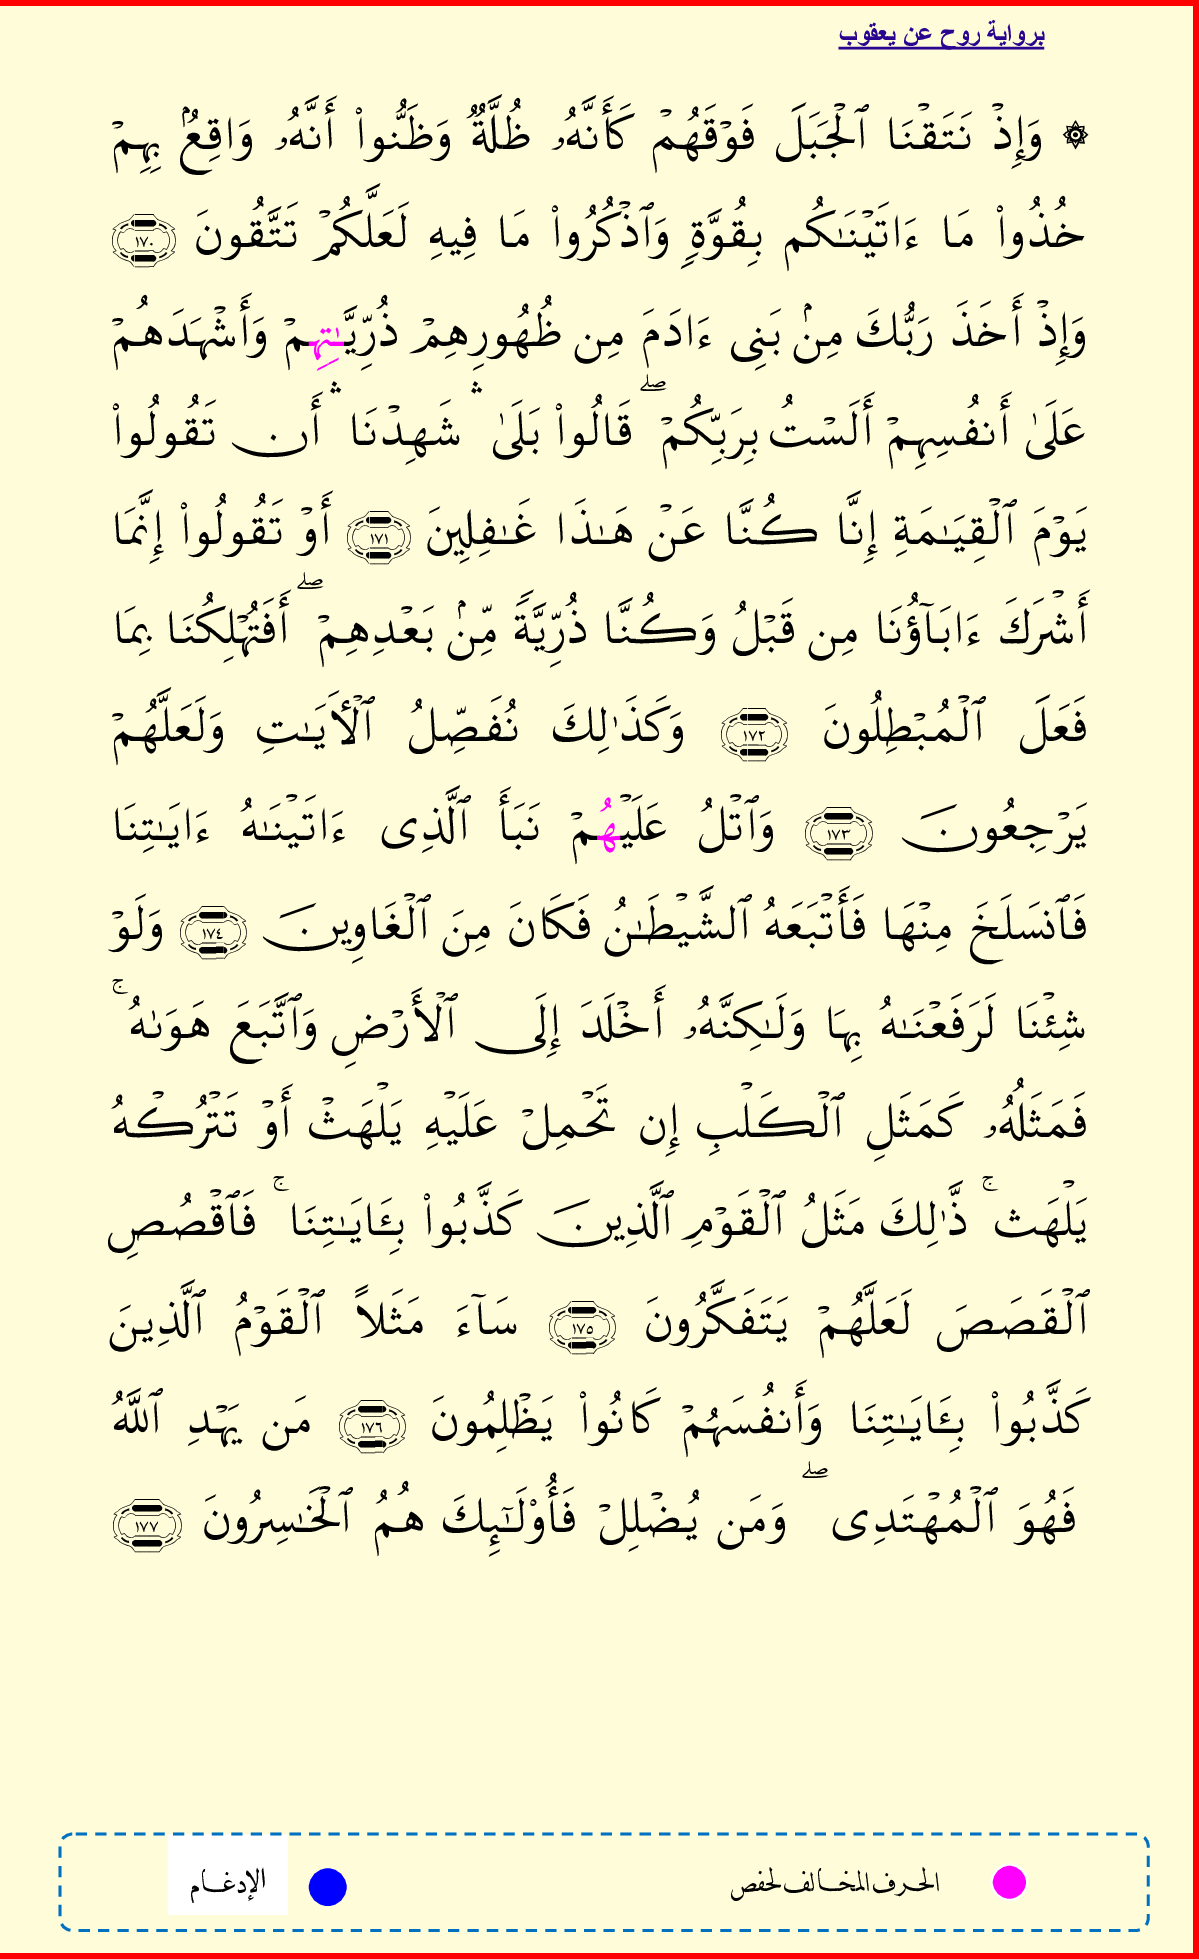 برواية روح عن يعقوب
۞ وَإِذۡ نَتَقۡنَا ٱلۡجَبَلَ فَوۡقَهُمۡ كَأَنَّهُۥ ظُلَّةٌ وَظَنُّواْ أَنَّهُۥ وَاقِعُۢ بِهِمۡ
خُذُواْ مَا ءَاتَيۡنَٰكُم بِقُوَّةٍ وَٱذۡكُرُواْ مَا فِيهِ لَعَلَّكُمۡ تَتَّقُونَ ١٧٠
وَإِذۡ أَخَذَ رَبُّكَ مِنۢ بَنِى ءَادَمَ مِن ظُهُورِهِمۡ ذُرِّيَّٰتِهِمۡ وَأَشۡهَدَهُمۡ
عَلَىٰ أَنفُسِهِمۡ أَلَسۡتُ بِرَبِّكُمۡۖ قَالُواْ بَلَىٰۛ شَهِدۡنَاۛ أَن تَقُولُواْ
يَوۡمَ ٱلۡقِيَٰمَةِ إِنَّا كُنَّا عَنۡ هَٰذَا غَٰفِلِينَ ١٧١ أَوۡ تَقُولُواْ إِنَّمَا
أَشۡرَكَ ءَابَآؤُنَا مِن قَبۡلُ وَكُنَّا ذُرِّيَّةً مِّنۢ بَعۡدِهِمۡۖ أَفَتُهۡلِكُنَا بِمَا
فَعَلَ ٱلۡمُبۡطِلُونَ ١٧٢ وَكَذَٰلِكَ نُفَصِّلُ ٱلۡأَيَٰتِ وَلَعَلَّهُمۡ
يَرۡجِعُونَ ١٧٣ وَٱتۡلُ عَلَيۡهُمۡ نَبَأَ ٱلَّذِى ءَاتَيۡنَٰهُ ءَايَٰتِنَا
فَٱنسَلَخَ مِنۡهَا فَأَتۡبَعَهُ ٱلشَّيۡطَٰنُ فَكَانَ مِنَ ٱلۡغَاوِينَ ١٧٤ وَلَوۡ
شِئۡنَا لَرَفَعۡنَٰهُ بِهَا وَلَٰكِنَّهُۥ أَخۡلَدَ إِلَى ٱلۡأَرۡضِ وَٱتَّبَعَ هَوَىٰهُۚ
فَمَثَلُهُۥ كَمَثَلِ ٱلۡكَلۡبِ إِن تَحۡمِلۡ عَلَيۡهِ يَلۡهَثۡ أَوۡ تَتۡرُكۡهُ
يَلۡهَثۚ ذَّٰلِكَ مَثَلُ ٱلۡقَوۡمِ ٱلَّذِينَ كَذَّبُواْ بِـَٔايَٰتِنَاۚ فَٱقۡصُصِ
ٱلۡقَصَصَ لَعَلَّهُمۡ يَتَفَكَّرُونَ ١٧٥ سَآءَ مَثَلًا ٱلۡقَوۡمُ ٱلَّذِينَ
كَذَّبُواْ بِـَٔايَٰتِنَا وَأَنفُسَهُمۡ كَانُواْ يَظۡلِمُونَ ١٧٦ مَن يَهۡدِ ٱللَّهُ
فَهُوَ ٱلۡمُهۡتَدِىۖ وَمَن يُضۡلِلۡ فَأُوْلَٰٓئِكَ هُمُ ٱلۡخَٰسِرُونَ ١٧٧
الحرف المخالف لحفص
الإدغام